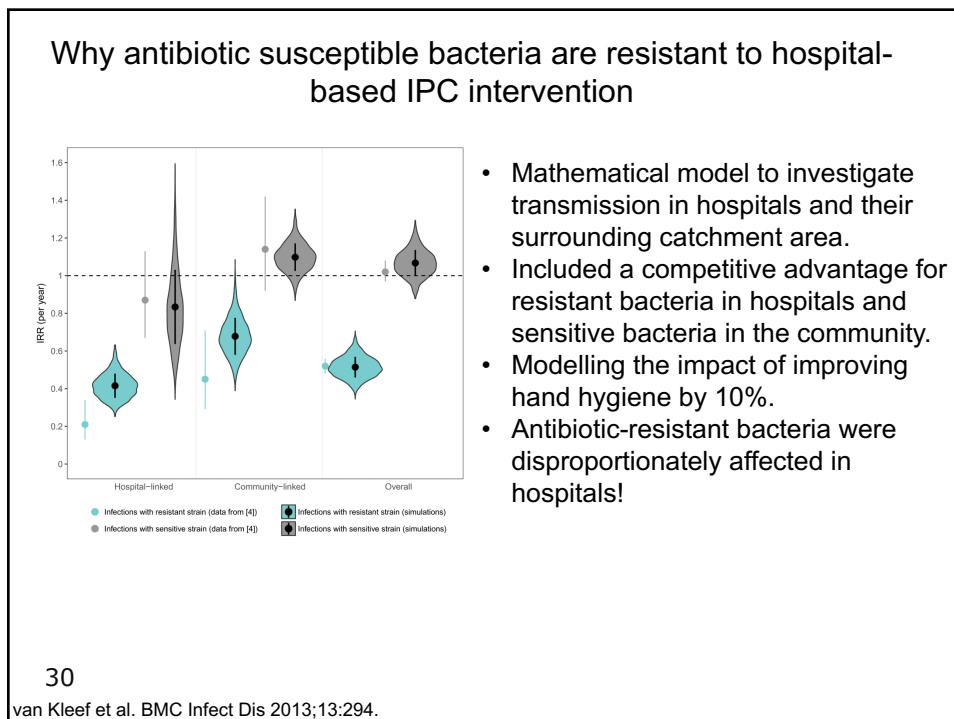 Why antibiotic susceptible bacteria are resistant to hospital-
based IPC intervention
1.6
1.4
1.2
1
0.8
0.6
0.4
0.2
0
IRR (per year)
Hospital−linked Community−linked Overall
Infections with resistant strain (data from [4]) Infections with resistant strain (simulations)
Infections with sensitive strain (data from [4]) Infections with sensitive strain (simulations)
• Mathematical model to investigate
transmission in hospitals and their
surrounding catchment area.
• Included a competitive advantage for
resistant bacteria in hospitals and
sensitive bacteria in the community.
• Modelling the impact of improving
hand hygiene by 10%.
• Antibiotic-resistant bacteria were
disproportionately affected in
hospitals!
30
van Kleef et al. BMC Infect Dis 2013;13:294.